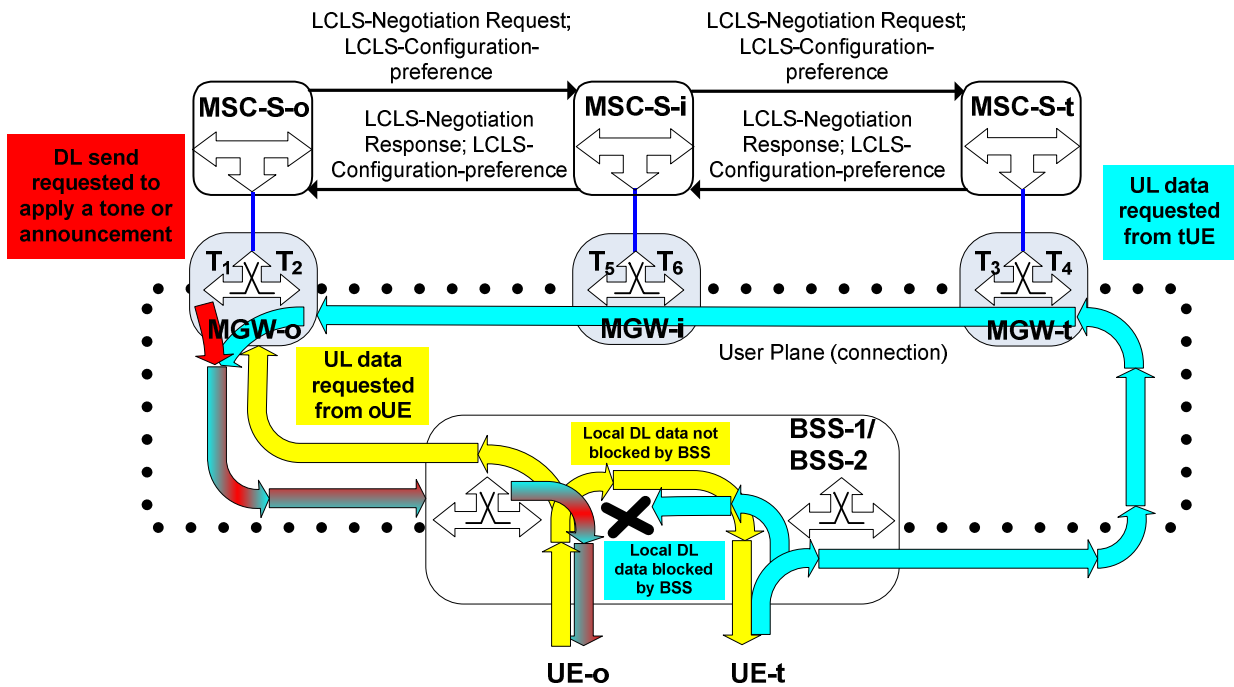 LCLS-Negotiation Request;
LCLS-Configuration-
preference
LCLS-Negotiation Request;
LCLS-Configuration-
preference
MSC-S-o
MSC-S-i
MSC-S-t
LCLS-Negotiation
Response; LCLS-
Configuration-preference
LCLS-Negotiation
Response; LCLS-
Configuration-preference
DL send
requested to
apply a tone or
announcement
UL data
requested
from tUE
T1 T2
T5 T6
T3 T4
MGW-o
MGW-i
MGW-t
User Plane (connection)
UL data
requested
from oUE
Local DL data not
blocked by BSS
BSS-1/
BSS-2
Local DL
data blocked
by BSS
UE-o
UE-t